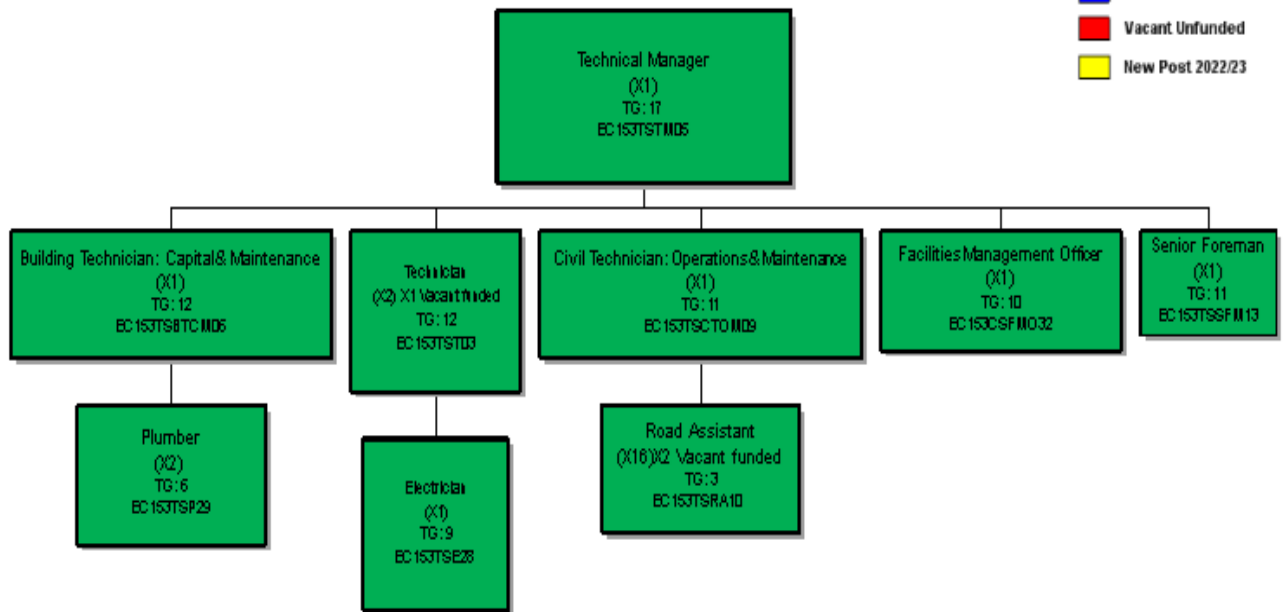 Vacant Unfunded
New Post 2022/23
Technical Manager
(X1)
TG: 17
EC153TSTM05
Building Technician: Capital& Maintenance
(X1)
TG: 12
EC153TSBTCM06
Technician
(X2) X1 Vacant funded
TG: 12
EC153TST03
Civil Technician: Operations& Maintenance
(X1)
TG: 11
EC153TSCTOM09
Facilities Management Officer
(X1)
TG: 10
EC153CSFMO32
Senior Foreman
(X1)
TG: 11
EC153TSSFM13
Plumber
(X2)
TG: 6
EC153TSP29
Electrician
(X1)
TG: 9
EC153TSE28
Road Assistant
(X16)X2 Vacant funded
TG: 3
EC153TSRA10